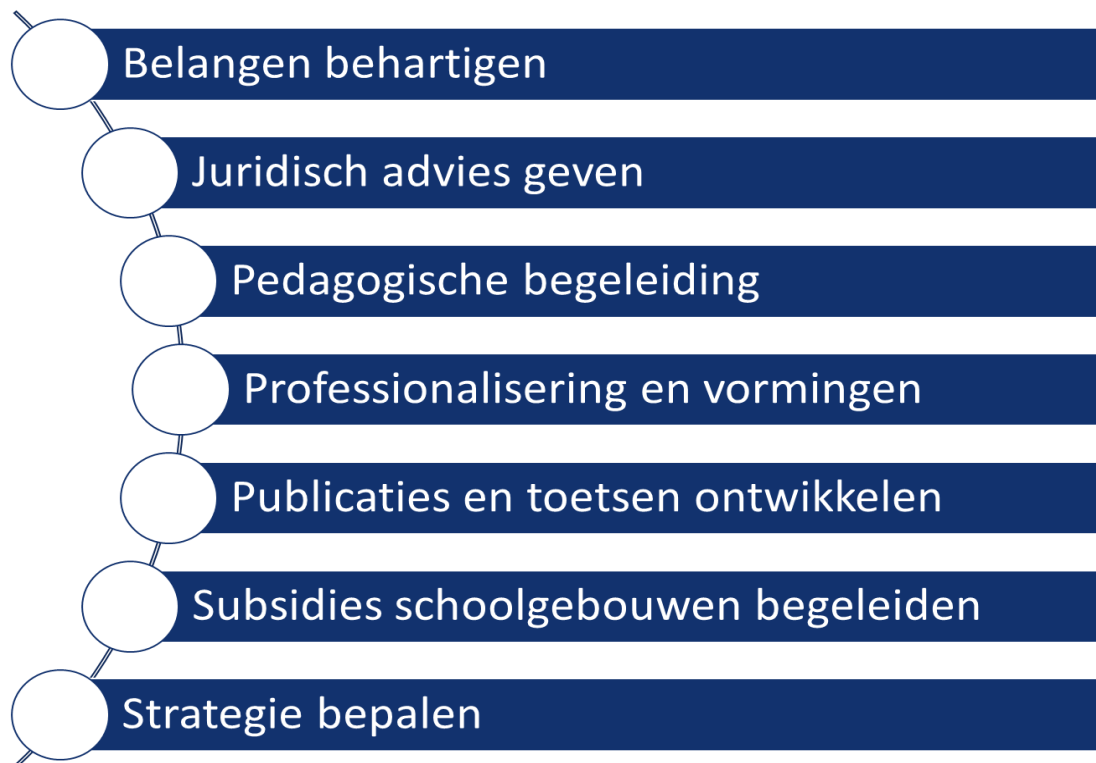 Belangen behartigen
Juridisch advies geven
Pedagogische begeleiding
Professionalisering en vormingen
Publicaties en toetsen ontwikkelen
Subsidies schoolgebouwen begeleiden
Strategie bepalen